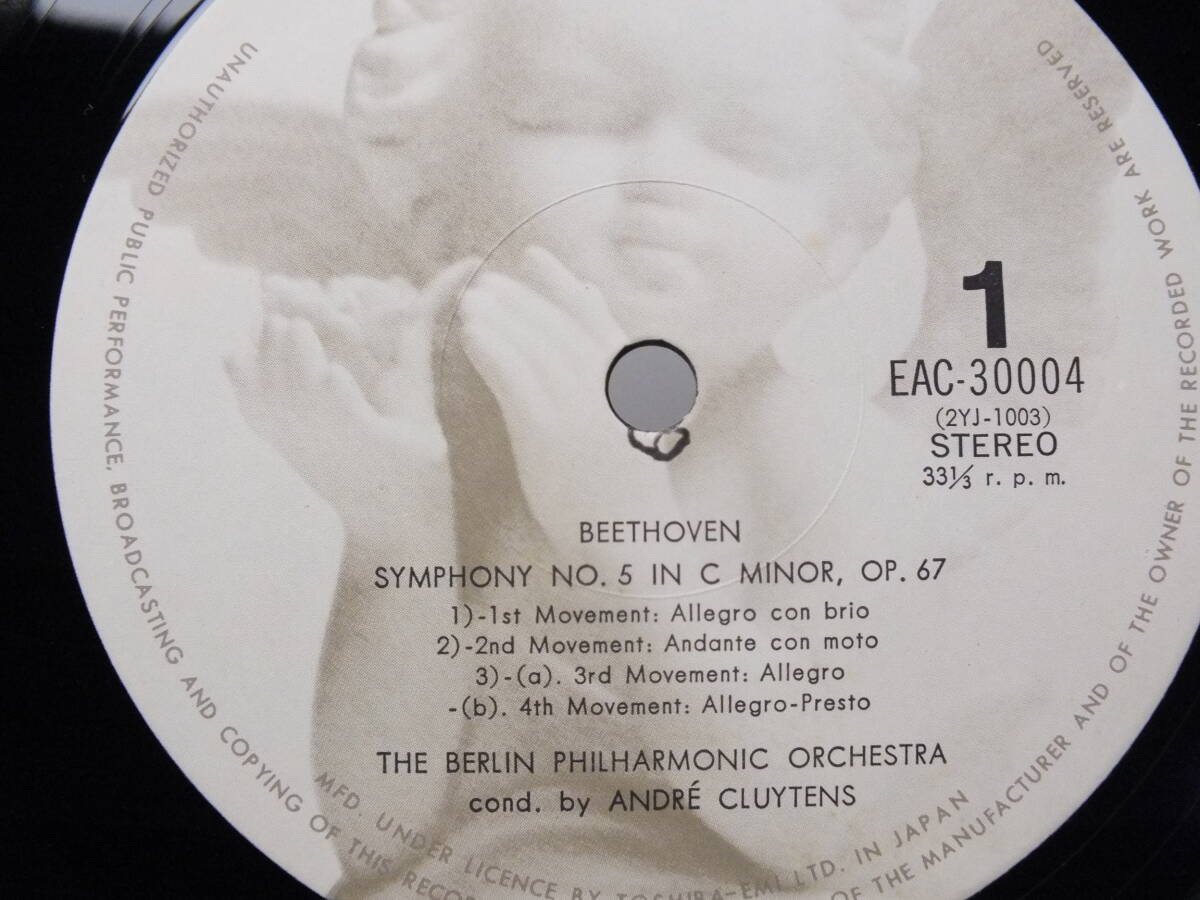 1
EAC-30004
(2YJ-1003)
STEREO
33⅓ r. p. m.
BEETHOVEN
SYMPHONY NO. 5 IN C MINOR, OP. 67
1)-1st Movement: Allegro con brio
2)-2nd Movement: Andante con moto
3)-(a). 3rd Movement: Allegro
-(b). 4th Movement: Allegro-Presto
THE BERLIN PHILHARMONIC ORCHESTRA
cond. by ANDRÉ CLUYTENS
MFD. UNDER LICENCE BY TOSHIBA-EMI LTD. IN JAPAN
UNAUTHORIZED PUBLIC PERFORMANCE, BROADCASTING AND COPYING OF THIS RECOR
OF THE MANUFACTURER AND OF THE OWNER OF THE RECORDED WORK ARE RESERVED